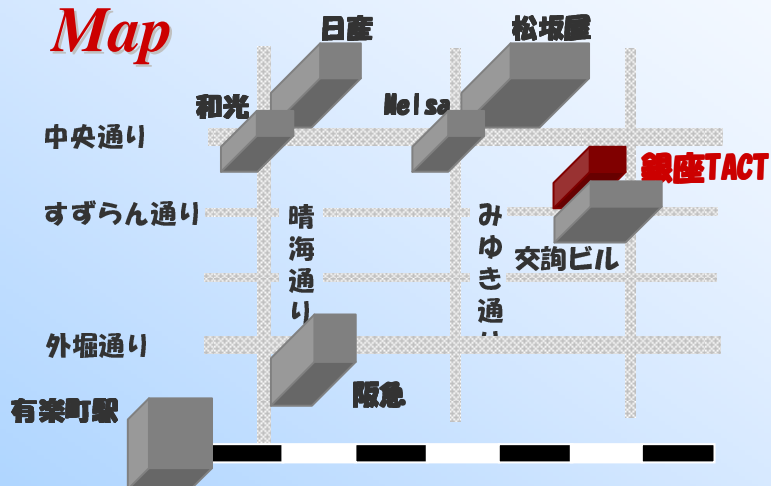 Map
日産
松坂屋
和光
Melsa
中央通り
銀座TACT
すずらん通り
晴海通り
みゆき通り
交詢ビル
外堀通り
阪急
有楽町駅